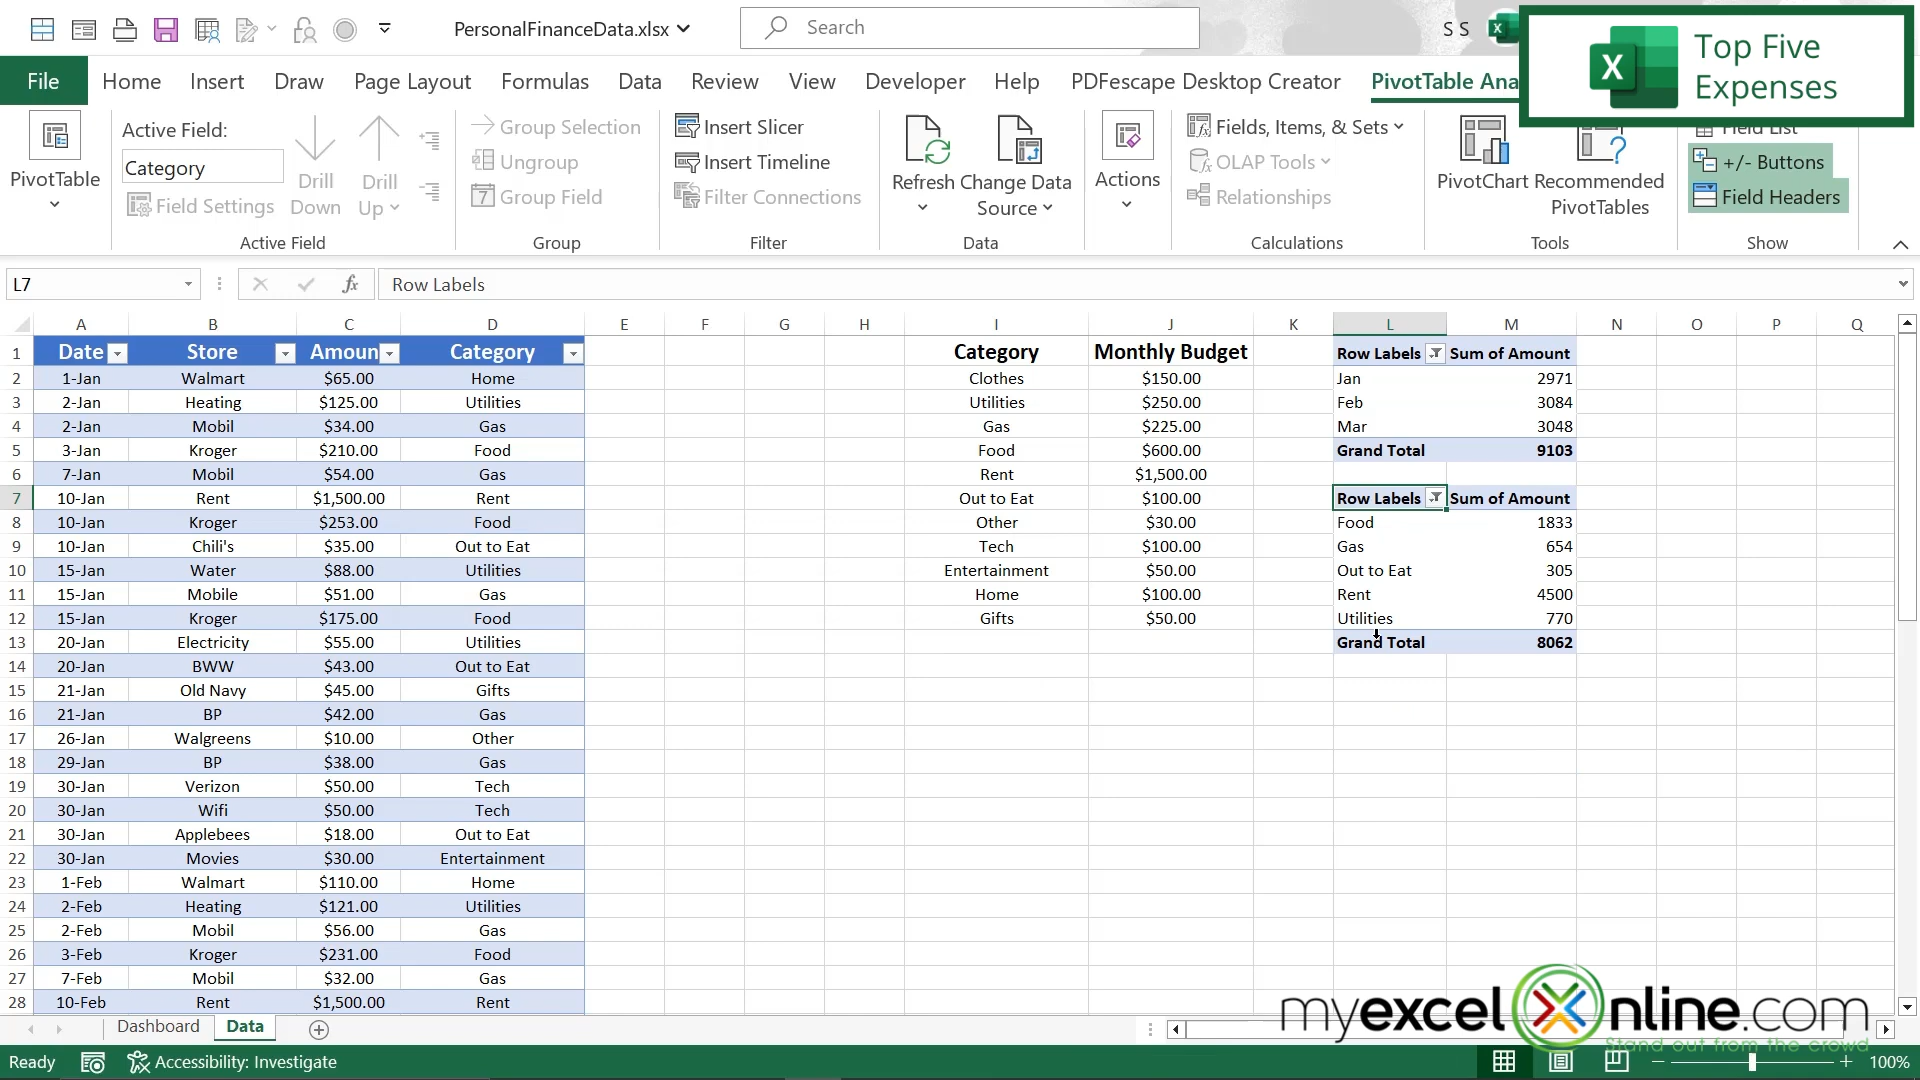 PersonalFinanceData.xlsx
Search
S S
Top Five
Expenses
File Home Insert Draw Page Layout Formulas Data Review View Developer Help PDFescape Desktop Creator PivotTable Ana
PivotTable
Active Field:
Category
Field Settings
Drill
Down
Drill
Up
Active Field
Group Selection
Ungroup
Group Field
Group
Insert Slicer
Insert Timeline
Filter Connections
Filter
Refresh
Change Data
Source
Data
Actions
Fields, Items, & Sets
OLAP Tools
Relationships
Calculations
PivotChart
Recommended
PivotTables
Tools
Field List
+/- Buttons
Field Headers
Show
L7
fx
Row Labels
A B C D E F G H I J K L M N O P Q
1 Date Store Amoun Category Category Monthly Budget Row Labels Sum of Amount
2 1-Jan Walmart $65.00 Home Clothes $150.00 Jan 2971
3 2-Jan Heating $125.00 Utilities Utilities $250.00 Feb 3084
4 2-Jan Mobil $34.00 Gas Gas $225.00 Mar 3048
5 3-Jan Kroger $210.00 Food Food $600.00 Grand Total 9103
6 7-Jan Mobil $54.00 Gas Rent $1,500.00
7 10-Jan Rent $1,500.00 Rent Out to Eat $100.00 Row Labels Sum of Amount
8 10-Jan Kroger $253.00 Food Other $30.00 Food 1833
9 10-Jan Chili's $35.00 Out to Eat Tech $100.00 Gas 654
10 15-Jan Water $88.00 Utilities Entertainment $50.00 Out to Eat 305
11 15-Jan Mobile $51.00 Gas Home $100.00 Rent 4500
12 15-Jan Kroger $175.00 Food Gifts $50.00 Utilities 770
13 20-Jan Electricity $55.00 Utilities Grand Total 8062
14 20-Jan BWW $43.00 Out to Eat
15 21-Jan Old Navy $45.00 Gifts
16 21-Jan BP $42.00 Gas
17 26-Jan Walgreens $10.00 Other
18 29-Jan BP $38.00 Gas
19 30-Jan Verizon $50.00 Tech
20 30-Jan Wifi $50.00 Tech
21 30-Jan Applebees $18.00 Out to Eat
22 30-Jan Movies $30.00 Entertainment
23 1-Feb Walmart $110.00 Home
24 2-Feb Heating $121.00 Utilities
25 2-Feb Mobil $56.00 Gas
26 3-Feb Kroger $231.00 Food
27 7-Feb Mobil $32.00 Gas
28 10-Feb Rent $1,500.00 Rent
myexcelonline.com
Stand out from the crowd
Dashboard Data
Ready Accessibility: Investigate 100%